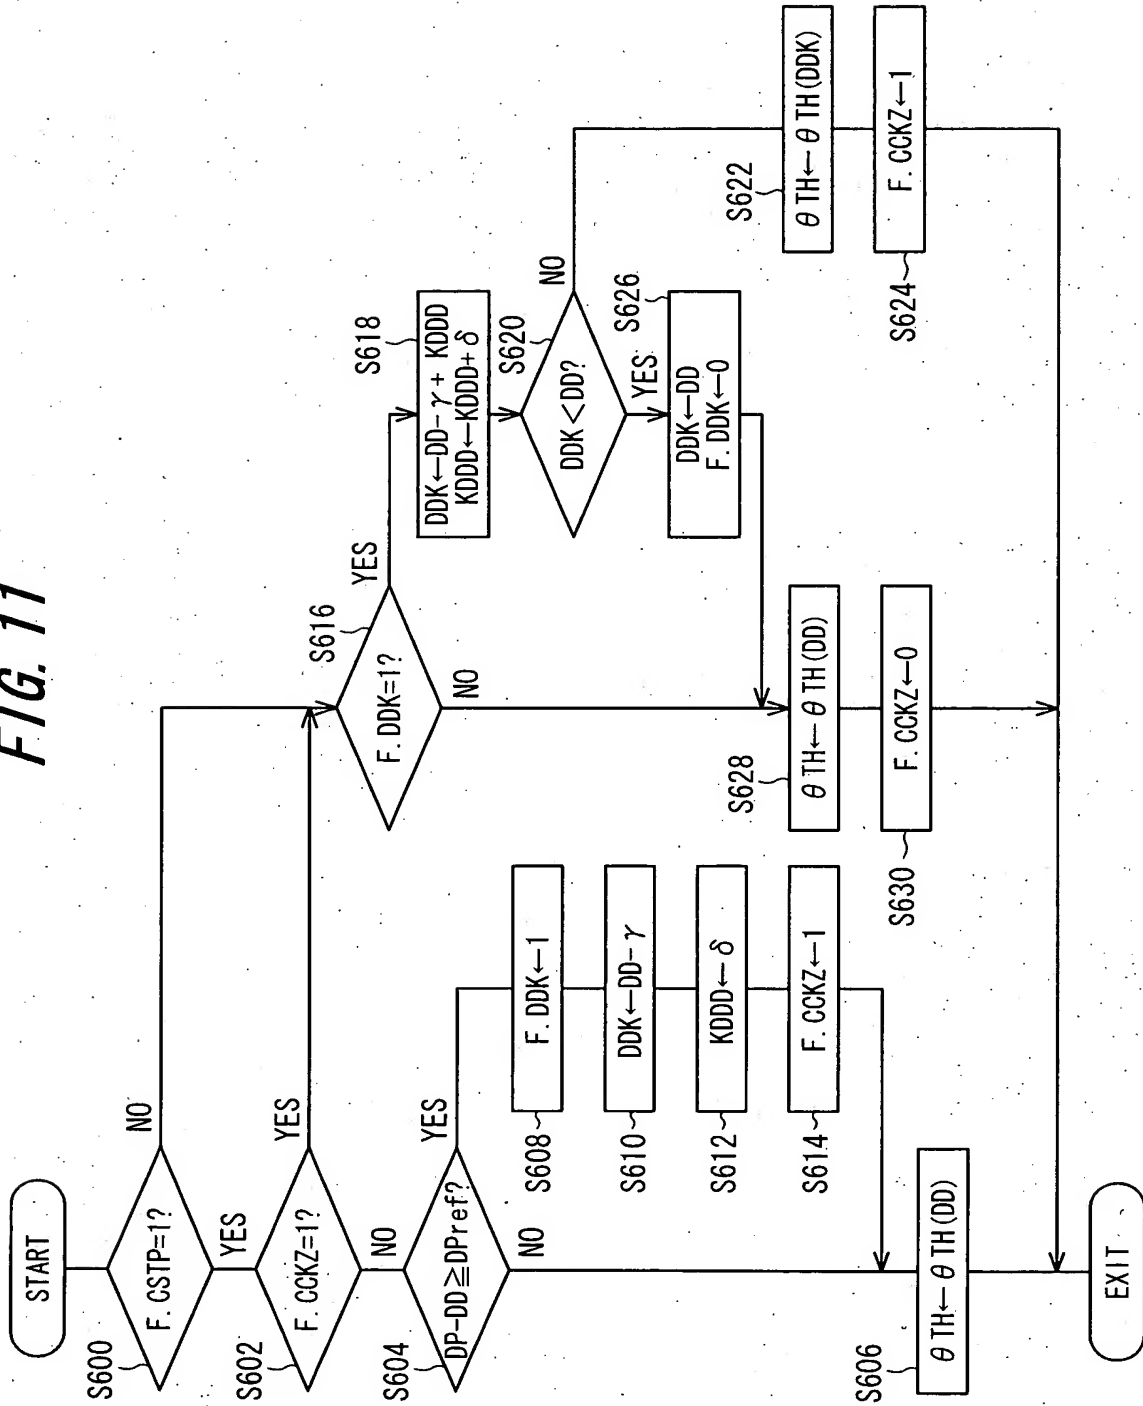 FIG. 11
START
S600
F. CSTP=1?
NO
YES
S602
F. CCKZ=1?
YES
NO
S604
DP-DD≧DPref?
YES
NO
S608
F. DDK←1
S610
DDK←DD-γ
S612
KDDD←δ
S614
F. CCKZ←1
S606
θTH←θTH(DD)
S616
F. DDK=1?
YES
NO
S618
DDK←DD-γ+KDDD
KDDD←KDDD+δ
S620
DDK<DD?
NO
YES
S626
DDK←DD
F. DDK←0
S622
θTH←θTH(DDK)
S624
F. CCKZ←1
S628
θTH←θTH(DD)
S630
F. CCKZ←0
EXIT